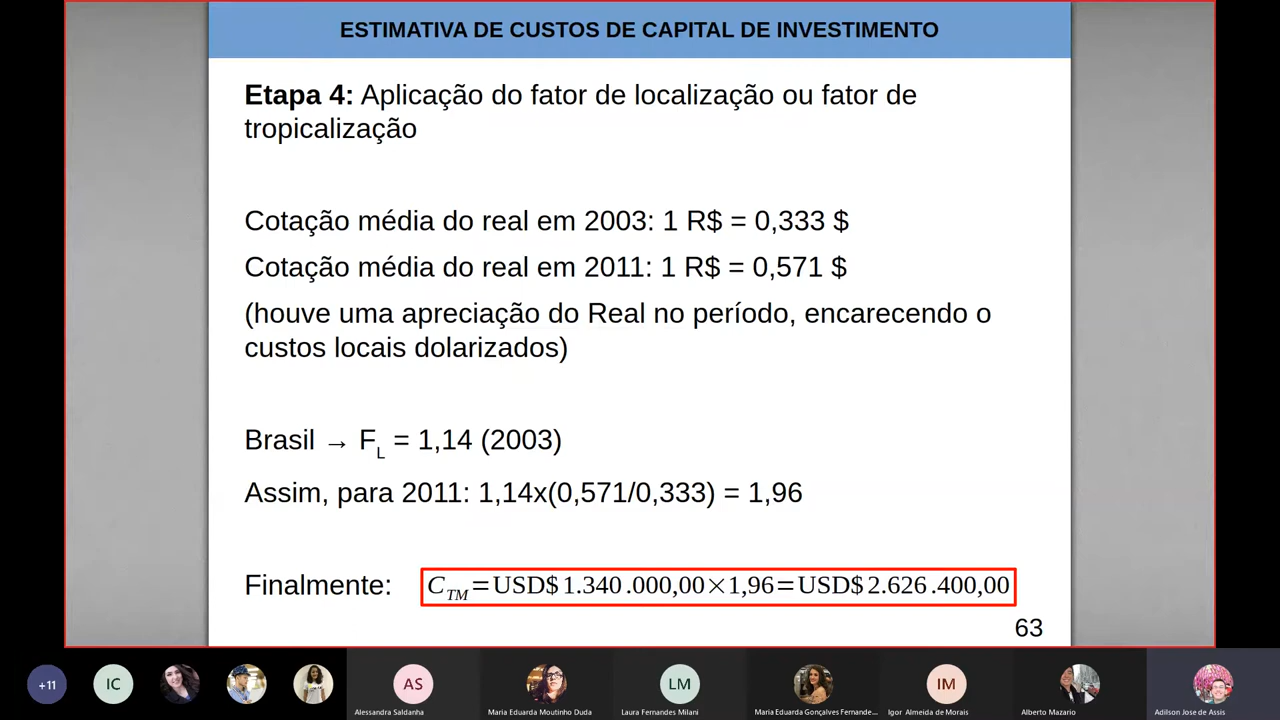 ESTIMATIVA DE CUSTOS DE CAPITAL DE INVESTIMENTO
Etapa 4: Aplicação do fator de localização ou fator de
tropicalização
Cotação média do real em 2003: 1 R$ = 0,333 $
Cotação média do real em 2011: 1 R$ = 0,571 $
(houve uma apreciação do Real no período, encarecendo o
custos locais dolarizados)
Brasil → FL = 1,14 (2003)
Assim, para 2011: 1,14x(0,571/0,333) = 1,96
Finalmente: CTM=USD$ 1.340.000,00×1,96=USD$ 2.626.400,00
63
+11 IC AS LM IM
Alessandra Saldanha Maria Eduarda Moutinho Duda Laura Fernandes Milani Maria Eduarda Gonçalves Fernande... Igor Almeida de Morais Alberto Mazario Adilson Jose de Assis